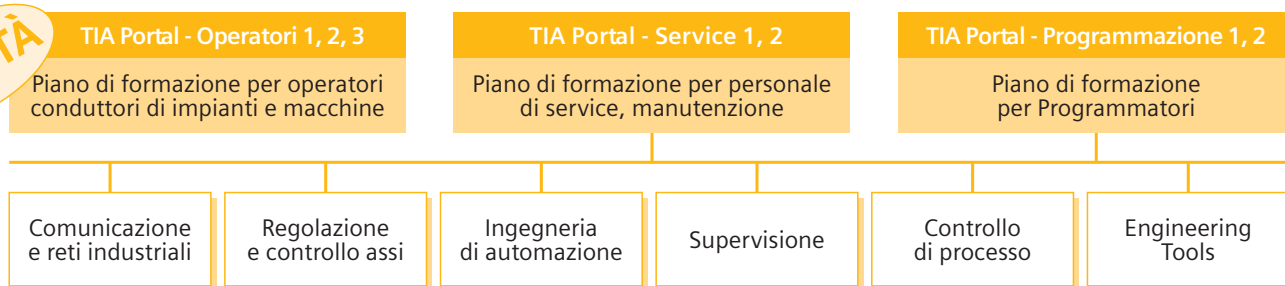 TIA Portal - Operatori 1, 2, 3
Piano di formazione per operatori
conduttori di impianti e macchine
TIA Portal - Service 1, 2
Piano di formazione per personale
di service, manutenzione
TIA Portal - Programmazione 1, 2
Piano di formazione
per Programmatori
Comunicazione
e reti industriali
Regolazione
e controllo assi
Ingegneria
di automazione
Supervisione
Controllo
di processo
Engineering
Tools